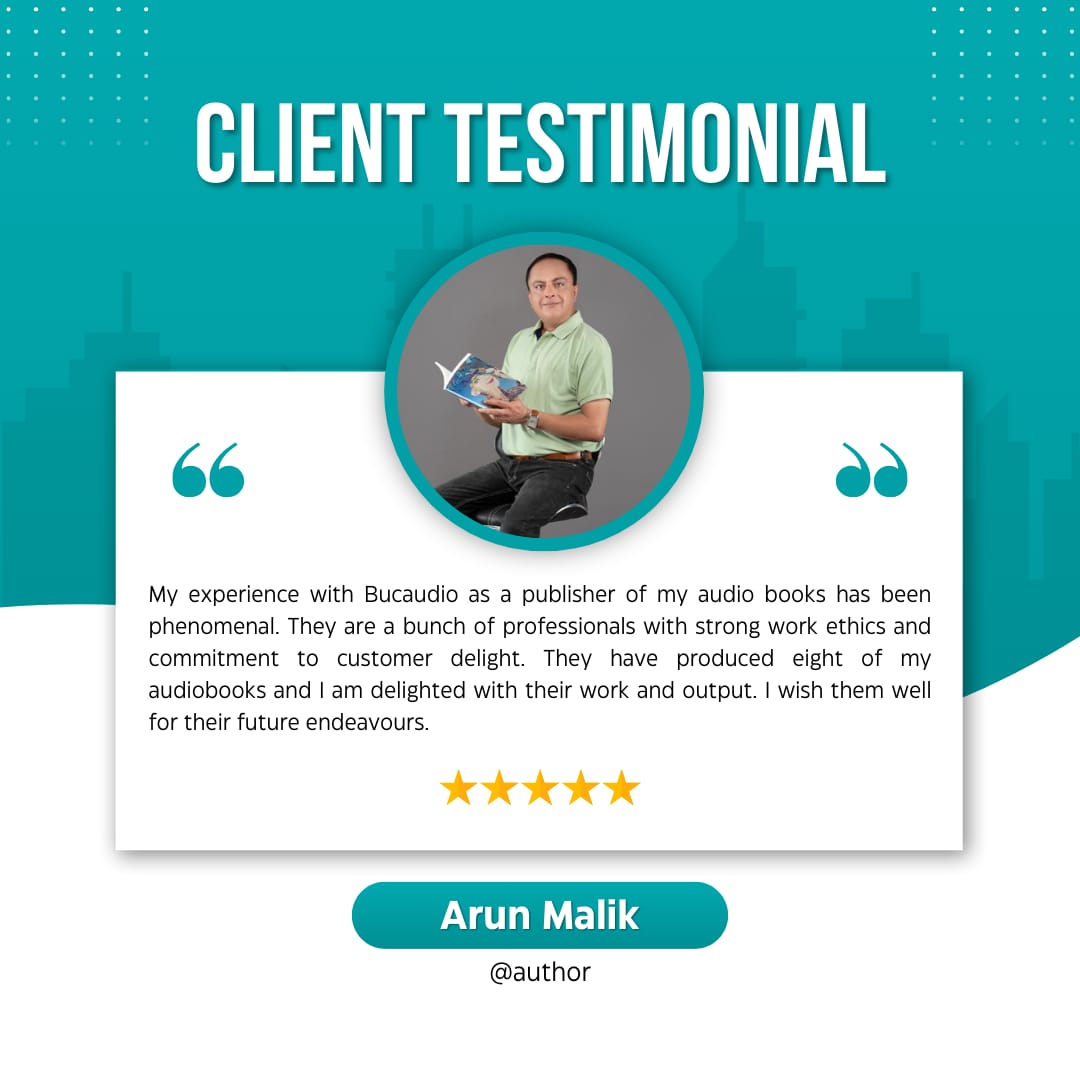 CLIENT TESTIMONIAL
My experience with Bucaudio as a publisher of my audio books has been
phenomenal. They are a bunch of professionals with strong work ethics and
commitment to customer delight. They have produced eight of my
audiobooks and I am delighted with their work and output. I wish them well
for their future endeavours.
Arun Malik
@author